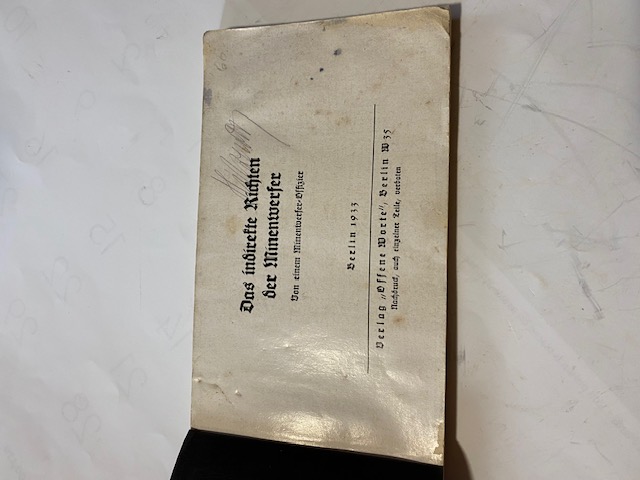 Das indirekte Richten
der Minenwerfer
Von einem Minenwerfer-Offizier
Berlin 1933
Verlag „Offene Worte“, Berlin W 35
Nachdruck, auch einzelner Teile, verboten